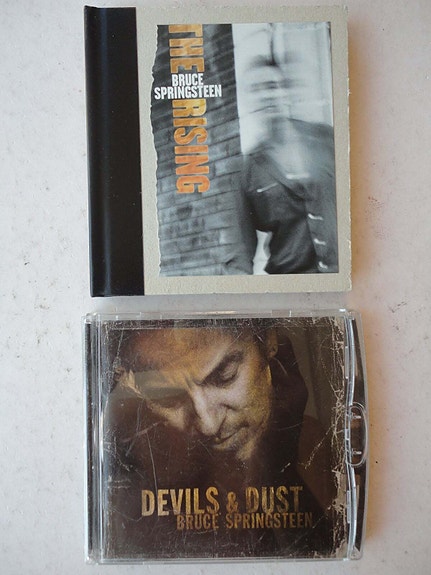 THE RISING
BRUCE
SPRINGSTEEN
DEVILS & DUST
BRUCE SPRINGSTEEN